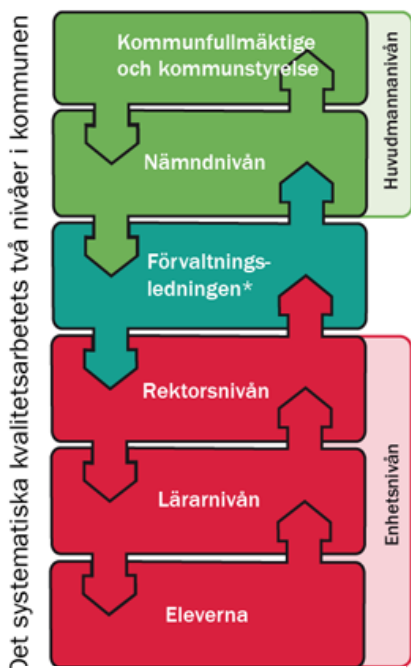 Det systematiska kvalitetsarbetets två nivåer i kommunen
Kommunfullmäktige
och kommunstyrelse
Nämndnivån
Huvudmannanivån
Förvaltnings-
ledningen*
Rektorsnivån
Lärarnivån
Eleverna
Enhetsnivån